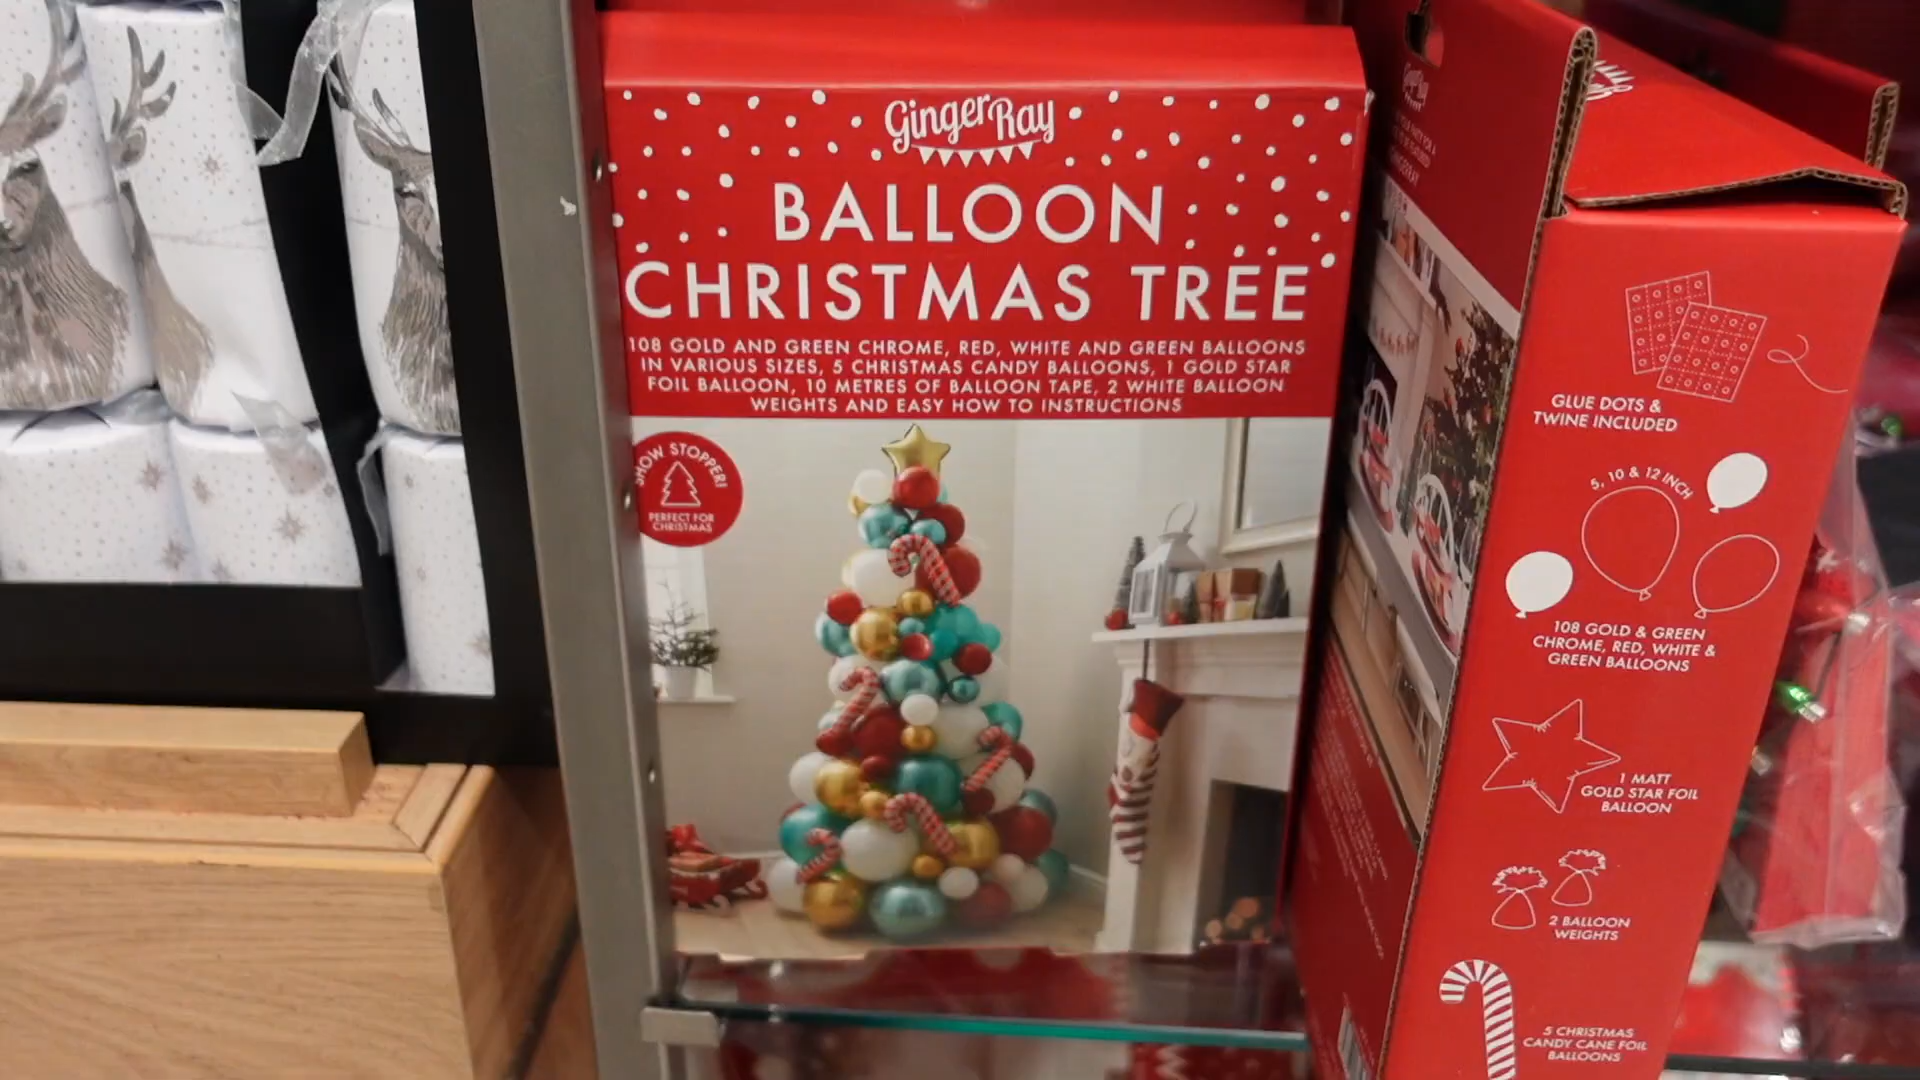 GingerRay
BALLOON
CHRISTMAS TREE
108 GOLD AND GREEN CHROME, RED, WHITE AND GREEN BALLOONS
IN VARIOUS SIZES, 5 CHRISTMAS CANDY BALLOONS, 1 GOLD STAR
FOIL BALLOON, 10 METRES OF BALLOON TAPE, 2 WHITE BALLOON
WEIGHTS AND EASY HOW TO INSTRUCTIONS
SHOW STOPPER!
PERFECT FOR
CHRISTMAS
GingerRay
GLUE DOTS &
TWINE INCLUDED
5, 10 & 12 INCH
108 GOLD & GREEN
CHROME, RED, WHITE &
GREEN BALLOONS
1 MATT
GOLD STAR FOIL
BALLOON
2 BALLOON
WEIGHTS
5 CHRISTMAS
CANDY CANE FOIL
BALLOONS